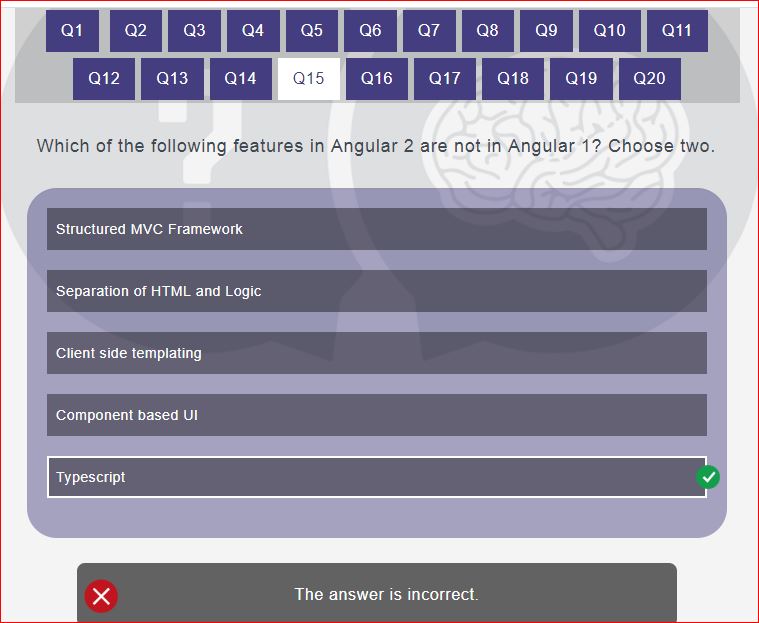 Q1 Q2 Q3 Q4 Q5 Q6 Q7 Q8 Q9 Q10 Q11
Q12 Q13 Q14 Q15 Q16 Q17 Q18 Q19 Q20
Which of the following features in Angular 2 are not in Angular 1? Choose two.
Structured MVC Framework
Separation of HTML and Logic
Client side templating
Component based UI
Typescript
The answer is incorrect.